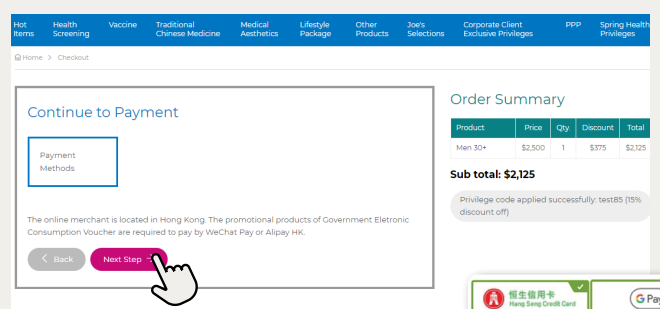 Hot Items
Health Screening
Vaccine
Traditional Chinese Medicine
Medical Aesthetics
Lifestyle Package
Other Products
Joe's Selections
Corporate Client Exclusive Privileges
PPP
Spring Health Privileges
Home > Checkout
Continue to Payment
Payment
Methods
The online merchant is located in Hong Kong. The promotional products of Government Eletronic
Consumption Voucher are required to pay by WeChat Pay or Alipay HK.
Back
Next Step
Order Summary
Product Price Qty Discount Total
Men 30+ $2,500 1 $375 $2,125
Sub total: $2,125
Privilege code applied successfully: test85 (15%
discount off)
恒生信用卡
Hang Seng Credit Card
G Pay